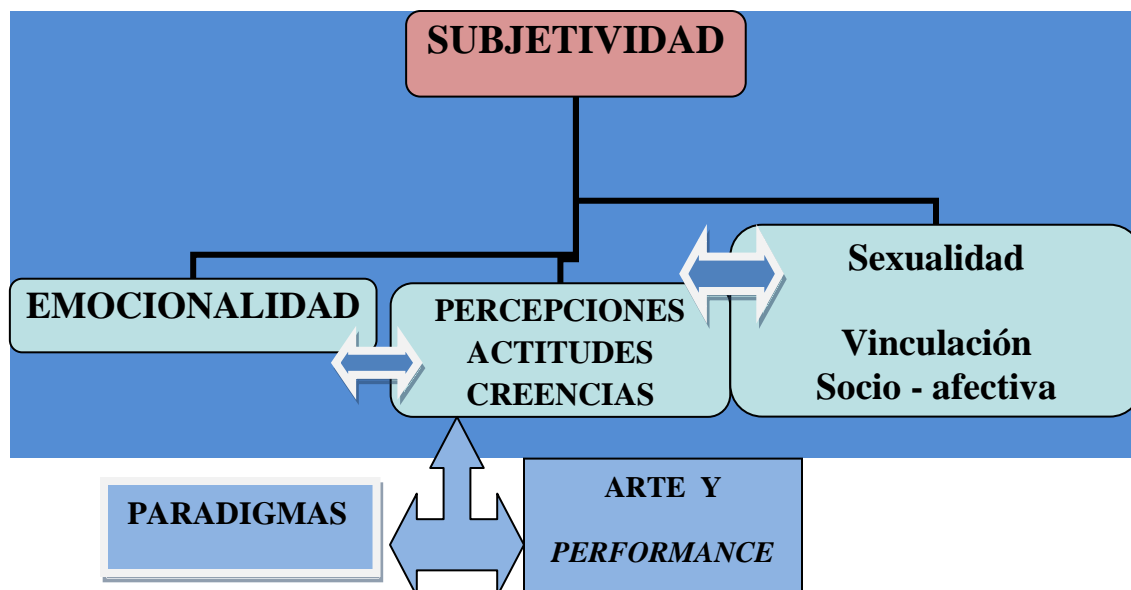 SUBJETIVIDAD
EMOCIONALIDAD
PERCEPCIONES
ACTITUDES
CREENCIAS
Sexualidad
Vinculación
Socio - afectiva
PARADIGMAS
ARTE Y
PERFORMANCE